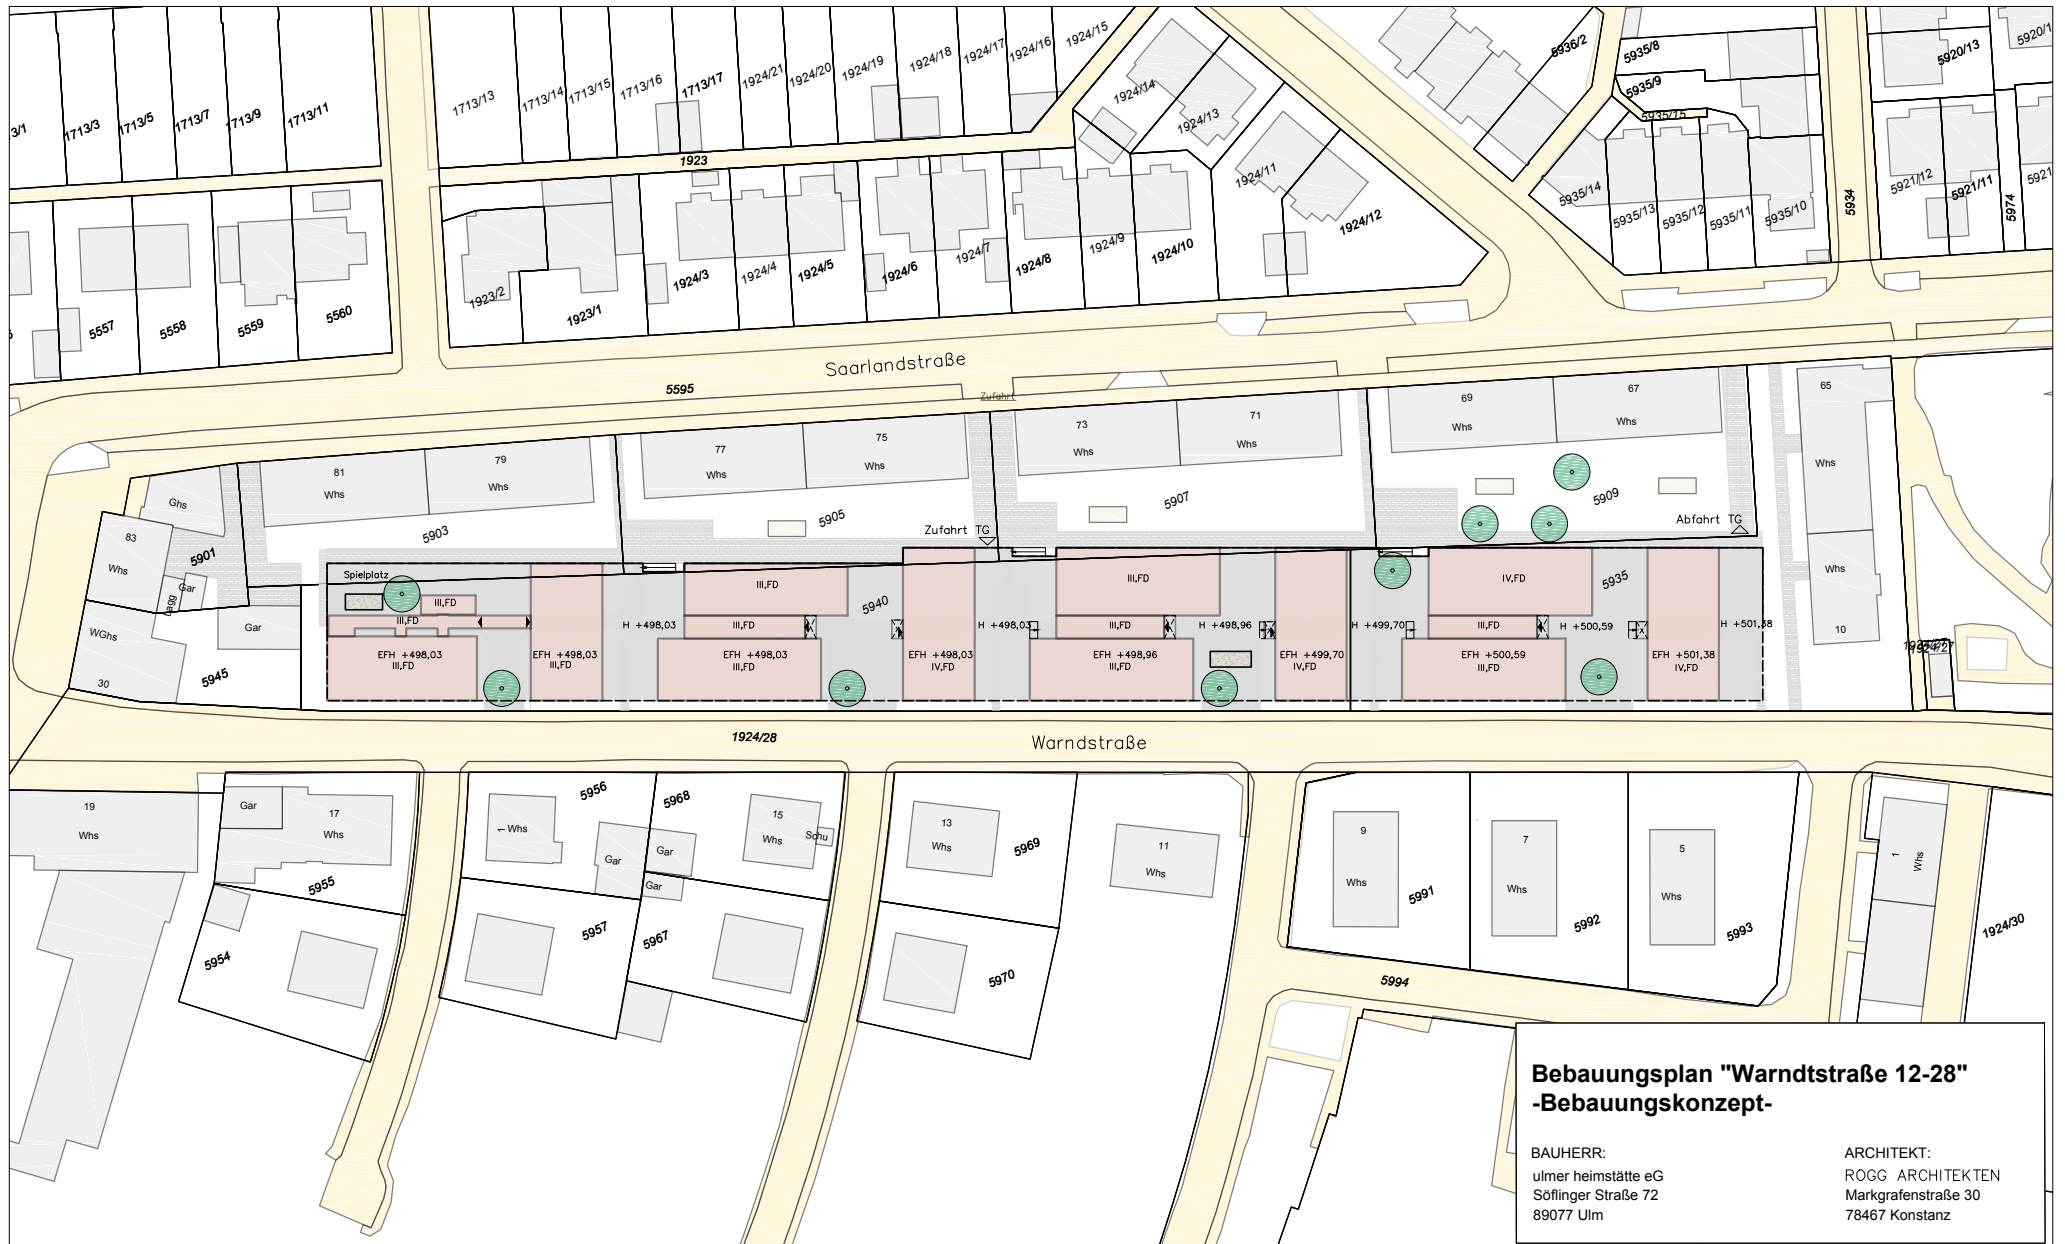 3/1
1713/3
1713/5
1713/7
1713/9
1713/11
1713/13
1713/14
1713/15
1713/16
1713/17
1924/21
1924/20
1924/19
1924/18
1924/17
1924/16
1924/15
1924/14
1924/13
5936/2
5935/8
5935/9
5935/15
5920/13
5920/1
1923
1924/11
1924/12
5935/14
5935/13
5935/12
5935/11
5935/10
5934
5921/12
5921/11
5974
5921
5557
5558
5559
5560
1923/2
1923/1
1924/3
1924/4
1924/5
1924/6
1924/7
1924/8
1924/9
1924/10
Saarlandstraße
5595
Zufahrt
81
Whs
79
Whs
77
Whs
75
Whs
73
Whs
71
Whs
69
Whs
67
Whs
65
Whs
Ghs
83
Whs
5901
5903
5905
5907
5909
Zufahrt TG
Abfahrt TG
Gar
Lagg
WGhs
30
Gar
5945
Spielplatz
III,FD
III,FD
III,FD
5940
III,FD
IV,FD
5935
Whs
10
H +498,03
III,FD
H +498,03
III,FD
H +498,96
H +499,70
III,FD
H +500,59
H +501,38
EFH +498,03
III,FD
EFH +498,03
III,FD
EFH +498,03
III,FD
EFH +498,03
IV,FD
EFH +498,96
III,FD
EFH +499,70
IV,FD
EFH +500,59
III,FD
EFH +501,38
IV,FD
1924/27
1924/28
Warndstraße
19
Whs
Gar
17
Whs
5955
5954
1
Whs
5956
Gar
5968
Gar
Gar
15
Whs
Schu
5957
5967
13
Whs
5969
5970
11
Whs
9
Whs
5991
7
Whs
5992
5
Whs
5993
1
Whs
1924/30
5994
Bebauungsplan "Warndtstraße 12-28"
-Bebauungskonzept-
BAUHERR:
ulmer heimstätte eG
Söflinger Straße 72
89077 Ulm
ARCHITEKT:
ROGG ARCHITEKTEN
Markgrafenstraße 30
78467 Konstanz